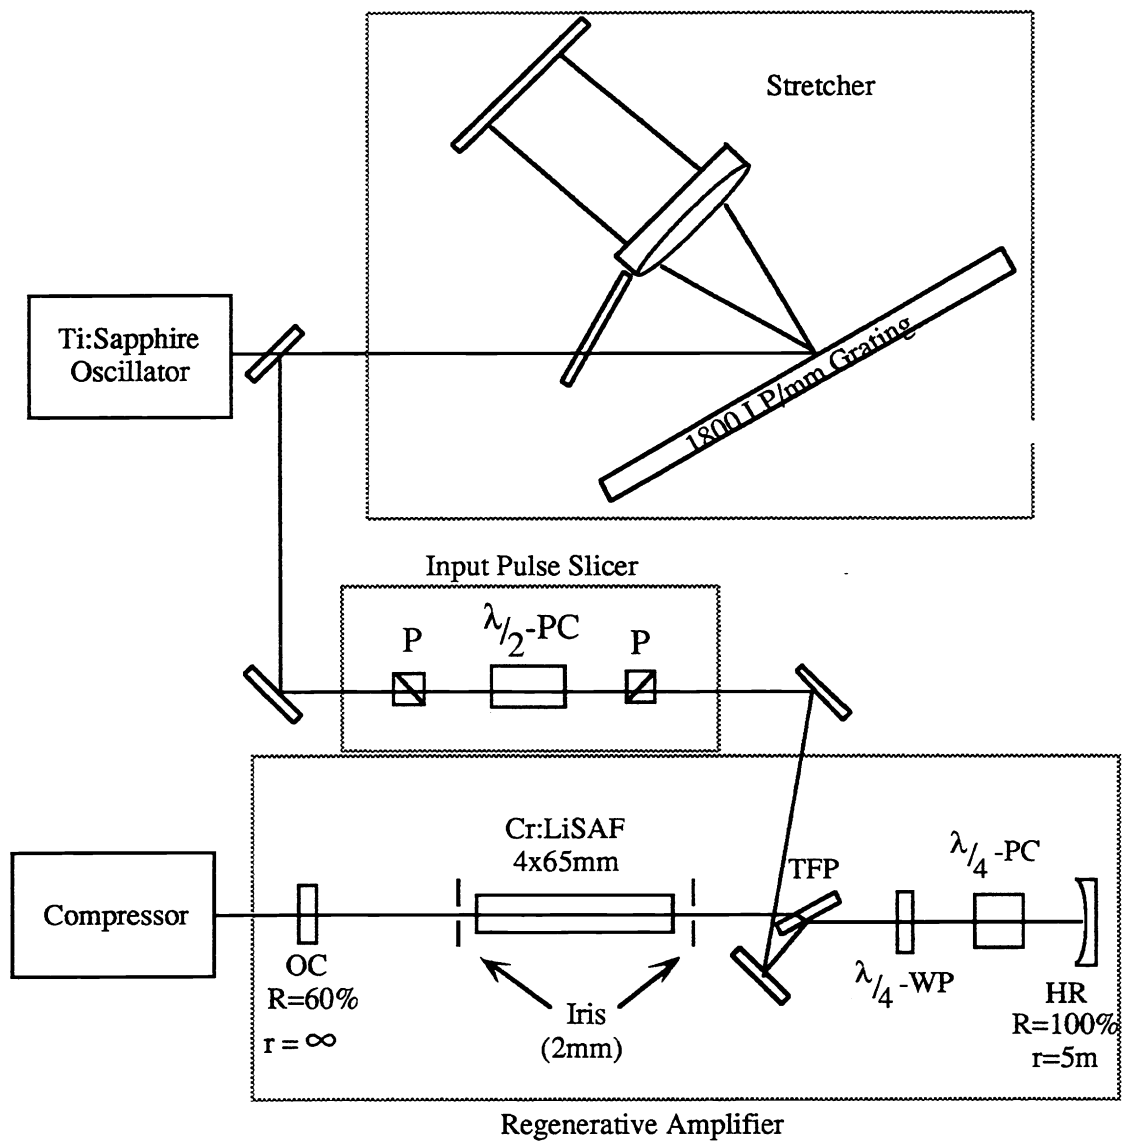 Stretcher
Ti:Sapphire
Oscillator
1800 LP/mm Grating
Input Pulse Slicer
P
λ/2-PC
P
Cr:LiSAF
4x65mm
TFP
λ/4-PC
Compressor
OC
R=60%
r = ∞
Iris
(2mm)
λ/4-WP
HR
R=100%
r=5m
Regenerative Amplifier